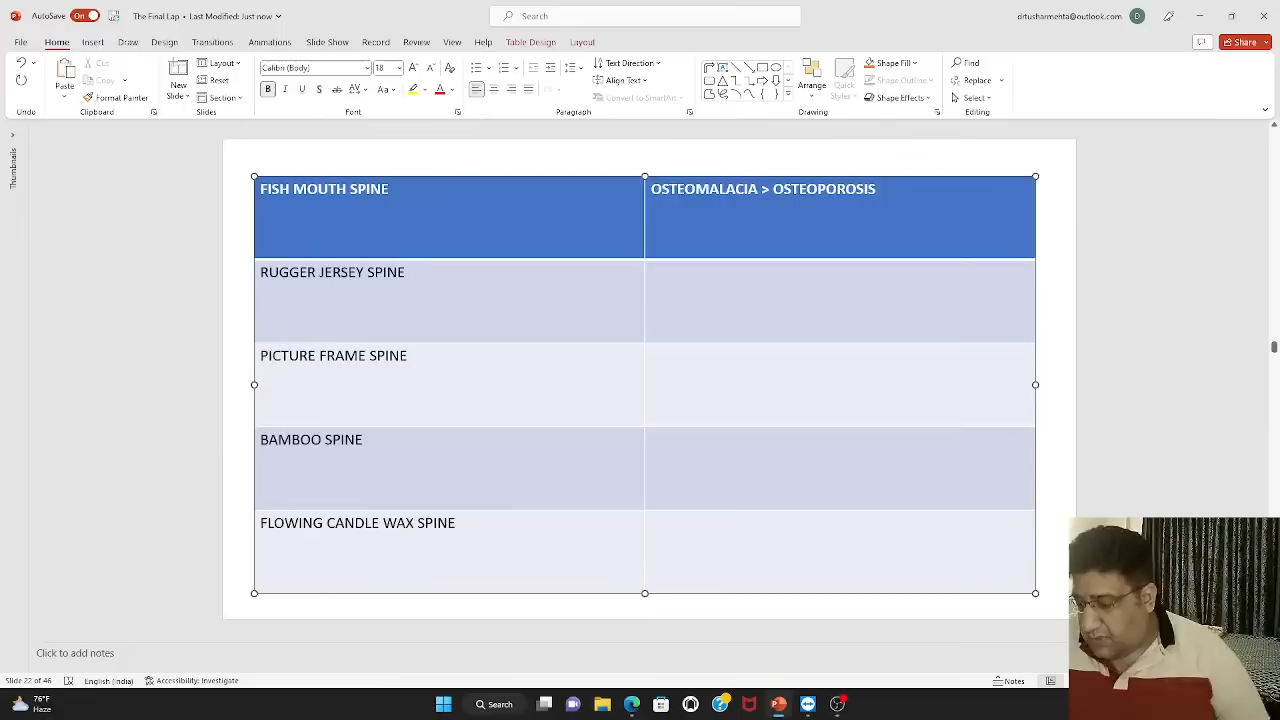 AutoSave
On
The Final Lap • Last Modified: Just now
Search
drtusharmehta@outlook.com
D
File
Home
Insert
Draw
Design
Transitions
Animations
Slide Show
Record
Review
View
Help
Table Design
Layout
Share
Paste
Cut
Copy
Format Painter
New Slide
Layout
Reset
Section
Calibri (Body)
18
Text Direction
Align Text
Convert to SmartArt
Arrange
Quick Styles
Shape Fill
Shape Outline
Shape Effects
Find
Replace
Select
Undo
Clipboard
Slides
Font
Paragraph
Drawing
Editing
Thumbnails
FISH MOUTH SPINE
OSTEOMALACIA > OSTEOPOROSIS
RUGGER JERSEY SPINE
PICTURE FRAME SPINE
BAMBOO SPINE
FLOWING CANDLE WAX SPINE
Click to add notes
Slide 22 of 46
English (India)
Accessibility: Investigate
Notes
76°F
Haze
Search